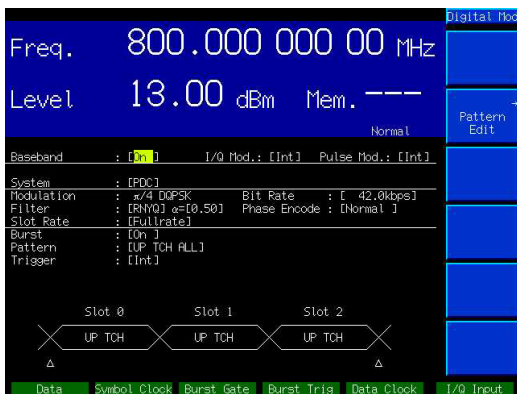 Digital Mod
Freq. 800.000 000 00 MHz
Level 13.00 dBm Mem. ---
Normal
→
Pattern
Edit
Baseband : [On ] I/Q Mod.: [Int] Pulse Mod.: [Int]
System : [PDC]
Modulation : π/4 DQPSK Bit Rate : [ 42.0kbps]
Filter : [RNYQ] α=[0.50] Phase Encode : [Normal ]
Slot Rate : [Fullrate]
Burst : [On ]
Pattern : [UP TCH ALL]
Trigger : [Int]
Slot 0 Slot 1 Slot 2
UP TCH UP TCH UP TCH
Data Symbol Clock Burst Gate Burst Trig Data Clock I/Q Input